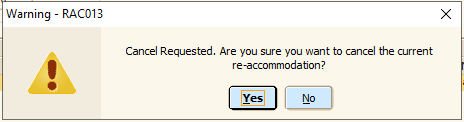 Warning - RAC013
Cancel Requested. Are you sure you want to cancel the current
re-accommodation?
Yes
No